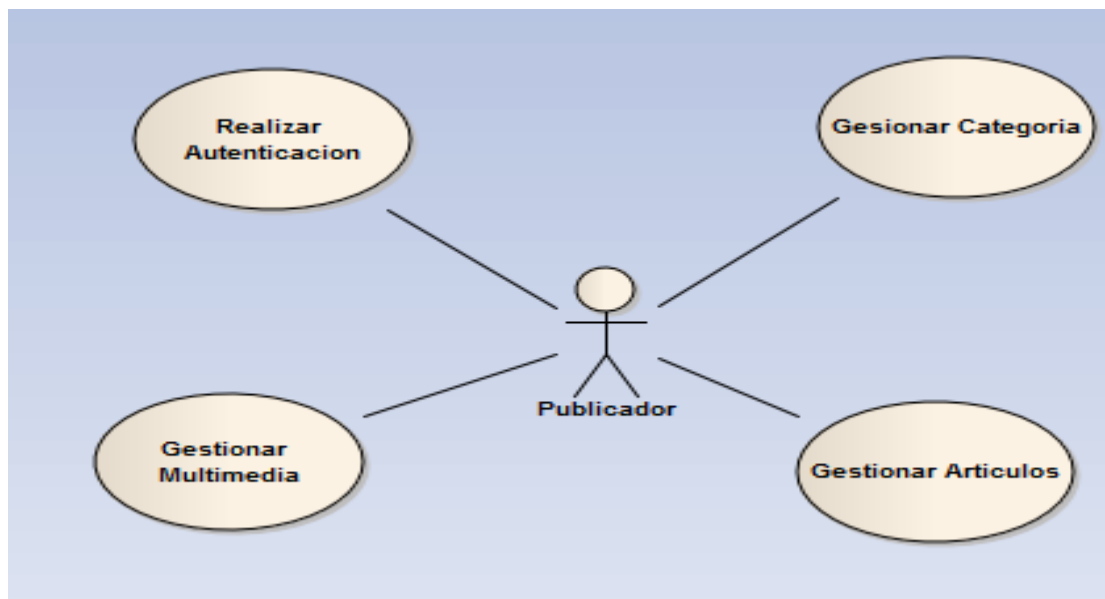 Realizar
Autenticacion
Gesionar Categoria
Publicador
Gestionar
Multimedia
Gestionar Articulos